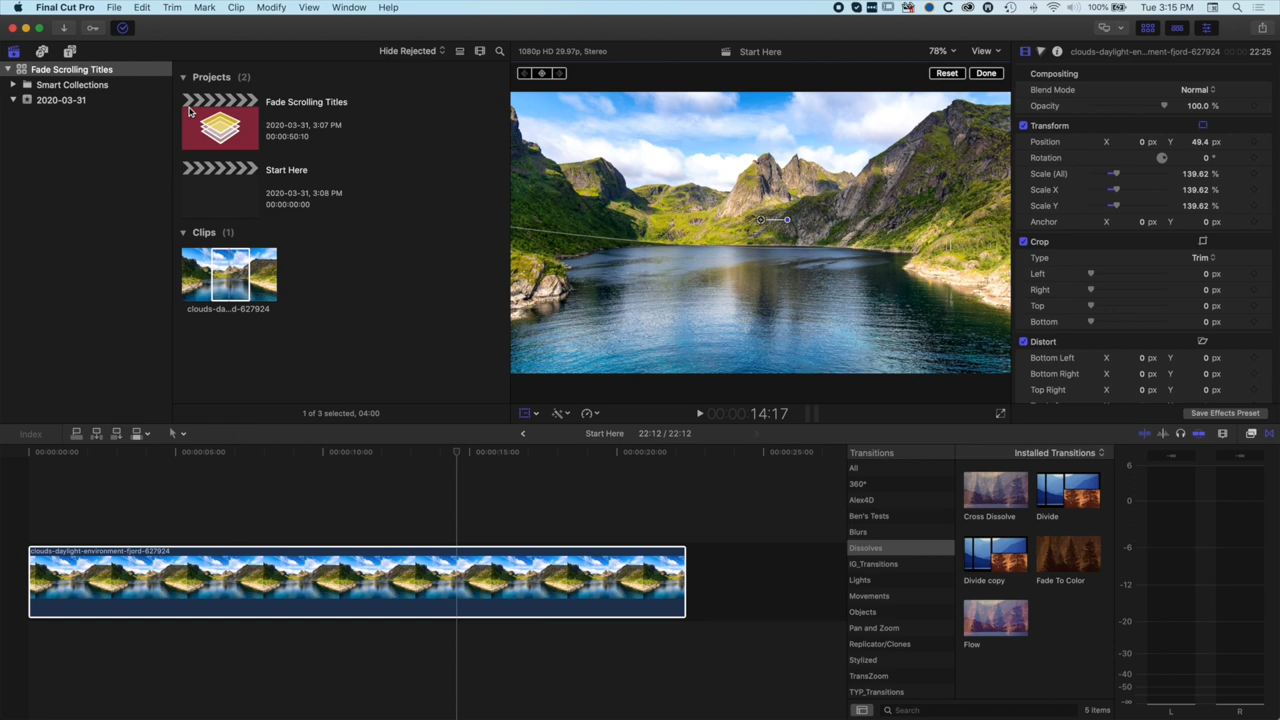 Final Cut Pro File Edit Trim Mark Clip Modify View Window Help
100% Tue 3:15 PM
Hide Rejected
1080p HD 29.97p, Stereo
Start Here
78%
View
clouds-daylight-en...ment-fjord-627924
22:25
Fade Scrolling Titles
Smart Collections
2020-03-31
Projects (2)
Fade Scrolling Titles
2020-03-31, 3:07 PM
00:00:50:10
Start Here
2020-03-31, 3:08 PM
00:00:00:00
Clips (1)
clouds-da...d-627924
1 of 3 selected, 04:00
Reset
Done
00:00:14:17
Compositing
Blend Mode Normal
Opacity 100.0 %
Transform
Position X 0 px Y 49.4
Rotation 0 °
Scale (All) 139.62 %
Scale X 139.62 %
Scale Y 139.62 %
Anchor X 0 px Y 0 px
Crop
Type Trim
Left 0 px
Right 0 px
Top 0 px
Bottom 0 px
Distort
Bottom Left X 0 px Y 0 px
Bottom Right X 0 px Y 0 px
Top Right X 0 px Y 0 px
Save Effects Preset
Index
Start Here 22:12 / 22:12
00:00:00:00 00:00:05:00 00:00:10:00 00:00:15:00 00:00:20:00 00:00:25:00
clouds-daylight-environment-fjord-627924
Transitions
Installed Transitions
All
360°
Alex4D
Ben's Tests
Blurs
Dissolves
IG_Transitions
Lights
Movements
Objects
Pan and Zoom
Replicator/Clones
Stylized
TransZoom
TYP_Transitions
Cross Dissolve
Divide
Divide copy
Fade To Color
Flow
Search
5 items
6
0
-6
-12
-20
-30
-40
-50
-∞
L R